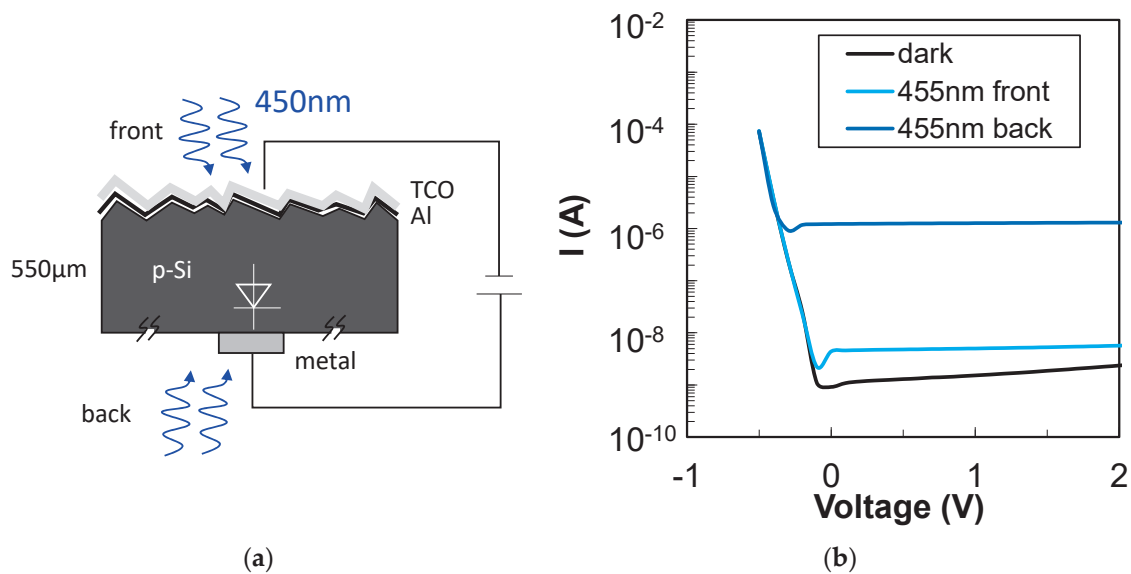 450nm
front
TCO
Al
550µm
p-Si
metal
back
(a)
10-2
10-4
10-6
10-8
10-10
I (A)
dark
455nm front
455nm back
-1
0
1
2
Voltage (V)
(b)